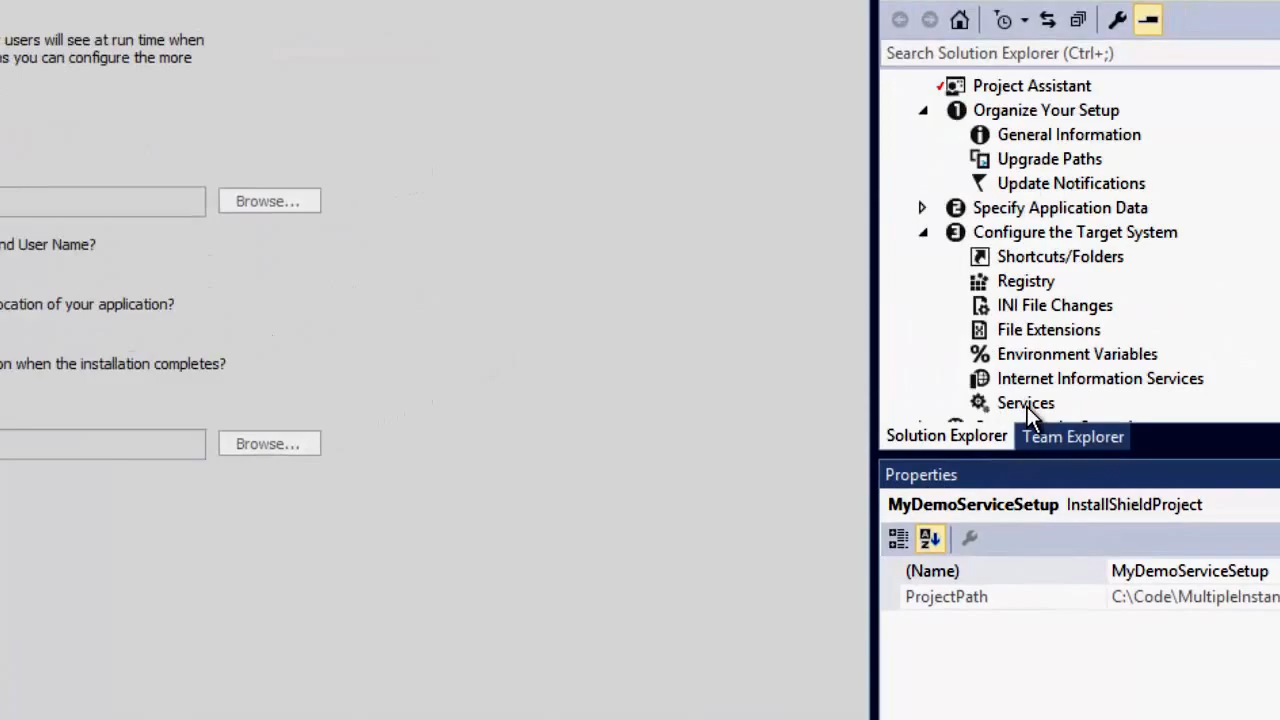 users will see at run time when
s you can configure the more
Browse...
nd User Name?
ocation of your application?
on when the installation completes?
Browse...
Search Solution Explorer (Ctrl+;)
Project Assistant
1 Organize Your Setup
General Information
Upgrade Paths
Update Notifications
2 Specify Application Data
3 Configure the Target System
Shortcuts/Folders
Registry
INI File Changes
File Extensions
Environment Variables
Internet Information Services
Services
Solution Explorer Team Explorer
Properties
MyDemoServiceSetup InstallShieldProject
(Name) MyDemoServiceSetup
ProjectPath C:\Code\MultipleInstan